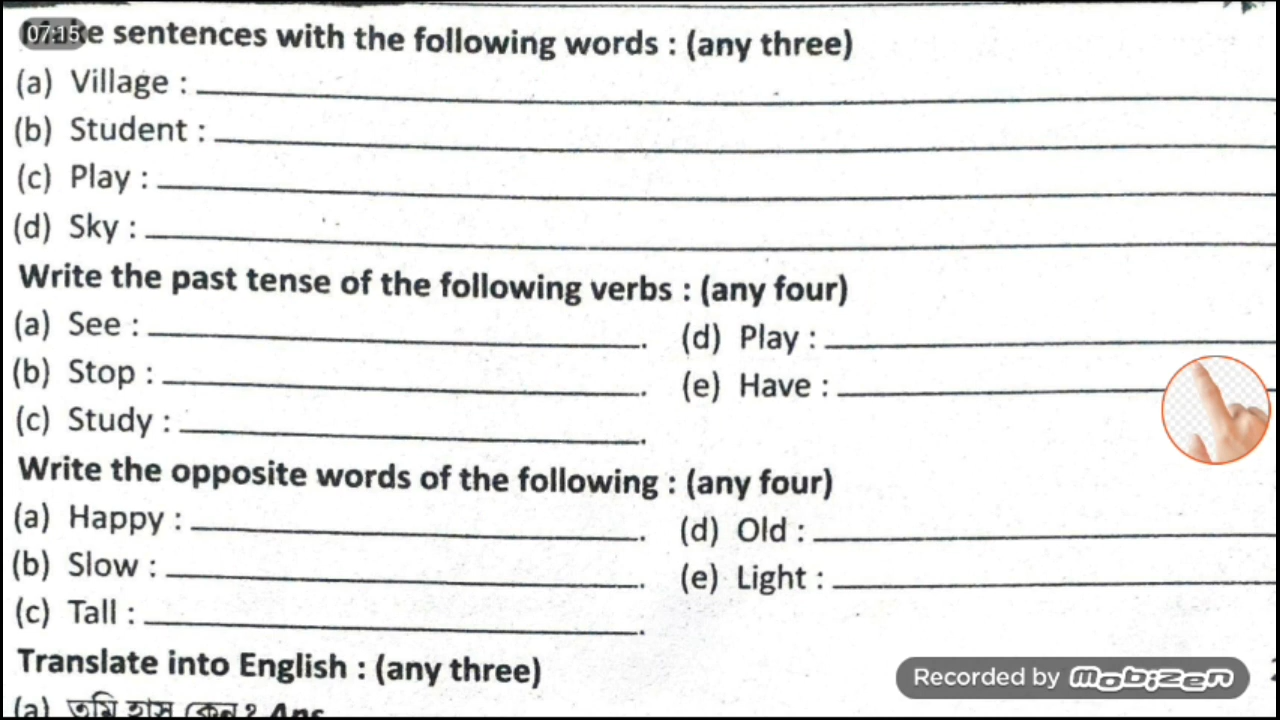 07:15 ke sentences with the following words : (any three)
(a) Village :
(b) Student :
(c) Play :
(d) Sky :
Write the past tense of the following verbs : (any four)
(a) See : . (d) Play :
(b) Stop : . (e) Have :
(c) Study : .
Write the opposite words of the following : (any four)
(a) Happy : . (d) Old :
(b) Slow : . (e) Light :
(c) Tall : .
Translate into English : (any three)
Recorded by mobizen
(a) তুমি হাস কেন ? Ans